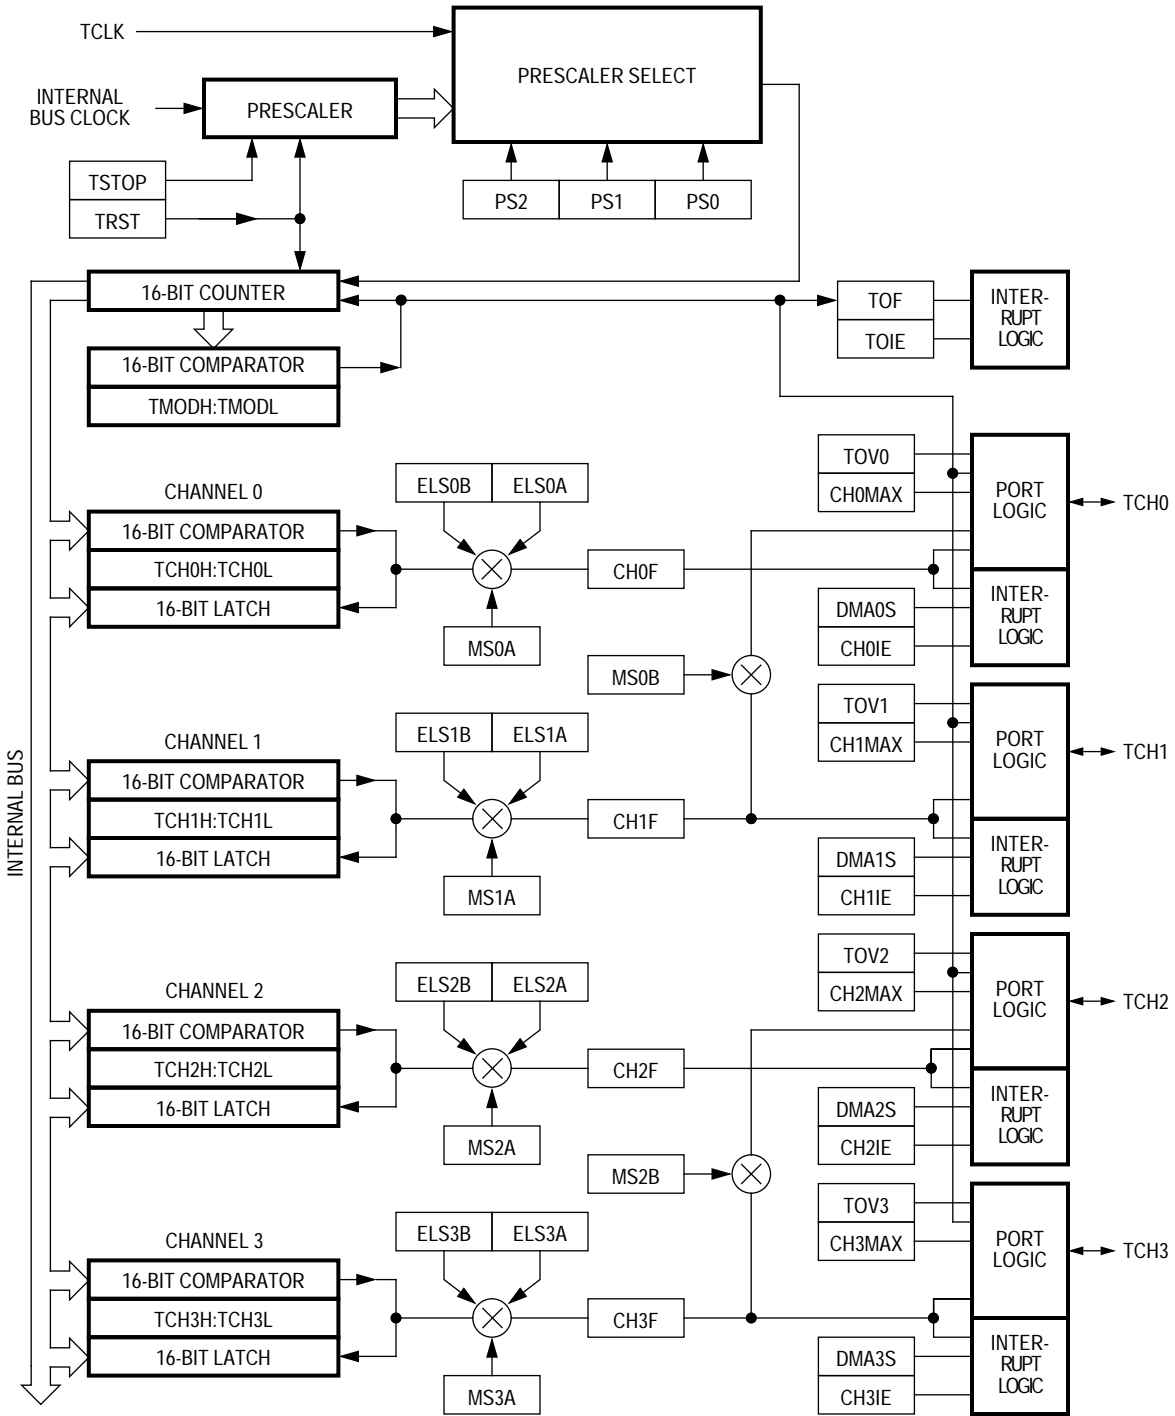 TCLK
PRESCALER SELECT
INTERNAL
BUS CLOCK
PRESCALER
TSTOP
TRST
PS2
PS1
PS0
16-BIT COUNTER
16-BIT COMPARATOR
TMODH:TMODL
TOF
TOIE
INTER-
RUPT
LOGIC
INTERNAL BUS
CHANNEL 0
16-BIT COMPARATOR
TCH0H:TCH0L
16-BIT LATCH
ELS0B
ELS0A
MS0A
CH0F
MS0B
TOV0
CH0MAX
PORT
LOGIC
TCH0
DMA0S
CH0IE
INTER-
RUPT
LOGIC
CHANNEL 1
16-BIT COMPARATOR
TCH1H:TCH1L
16-BIT LATCH
ELS1B
ELS1A
MS1A
CH1F
TOV1
CH1MAX
PORT
LOGIC
TCH1
DMA1S
CH1IE
INTER-
RUPT
LOGIC
CHANNEL 2
16-BIT COMPARATOR
TCH2H:TCH2L
16-BIT LATCH
ELS2B
ELS2A
MS2A
CH2F
MS2B
TOV2
CH2MAX
PORT
LOGIC
TCH2
DMA2S
CH2IE
INTER-
RUPT
LOGIC
CHANNEL 3
16-BIT COMPARATOR
TCH3H:TCH3L
16-BIT LATCH
ELS3B
ELS3A
MS3A
CH3F
TOV3
CH3MAX
PORT
LOGIC
TCH3
DMA3S
CH3IE
INTER-
RUPT
LOGIC